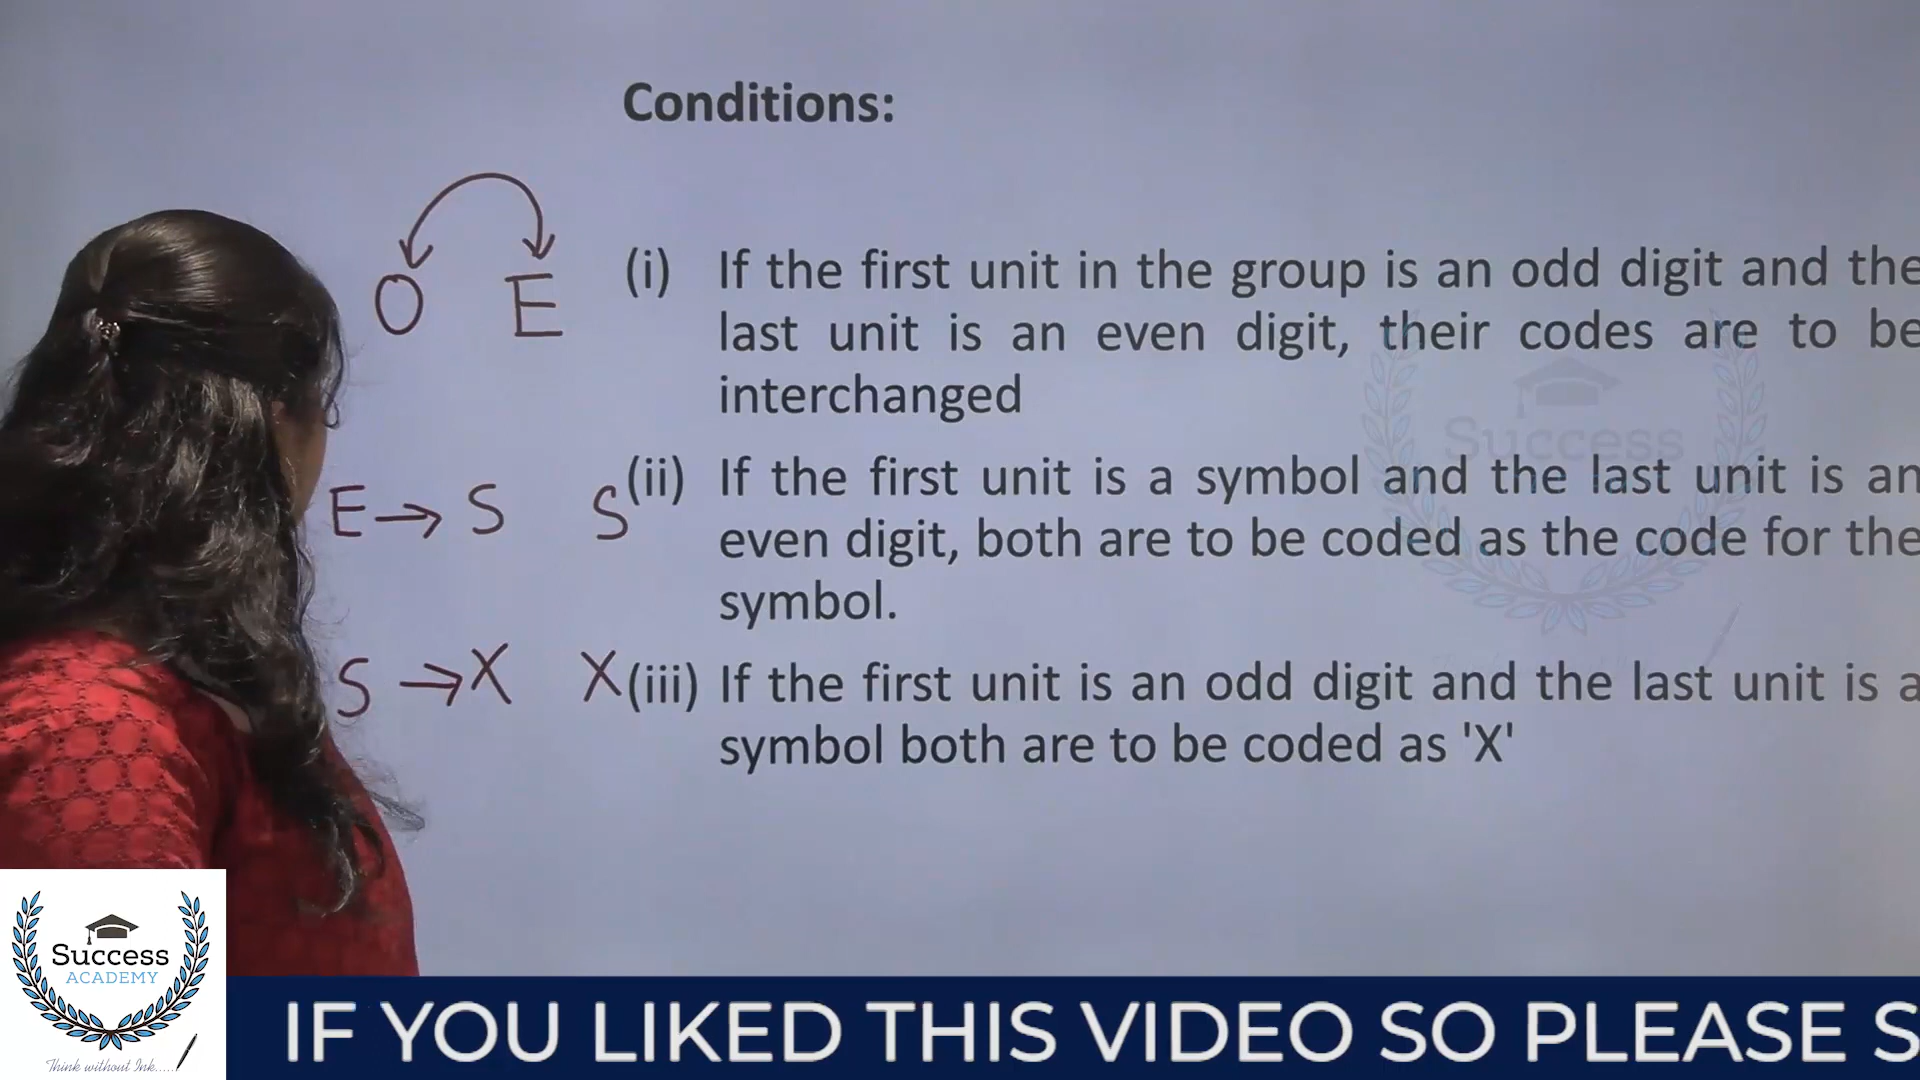 Conditions:
O E
(i) If the first unit in the group is an odd digit and the
last unit is an even digit, their codes are to be
interchanged
E → S S
(ii) If the first unit is a symbol and the last unit is an
even digit, both are to be coded as the code for the
symbol.
S → X X
(iii) If the first unit is an odd digit and the last unit is a
symbol both are to be coded as 'X'
Success
Success
ACADEMY
Think without Ink.....
IF YOU LIKED THIS VIDEO SO PLEASE S